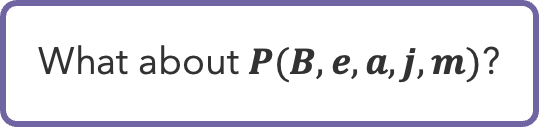 What about P(B, e, a, j, m)?